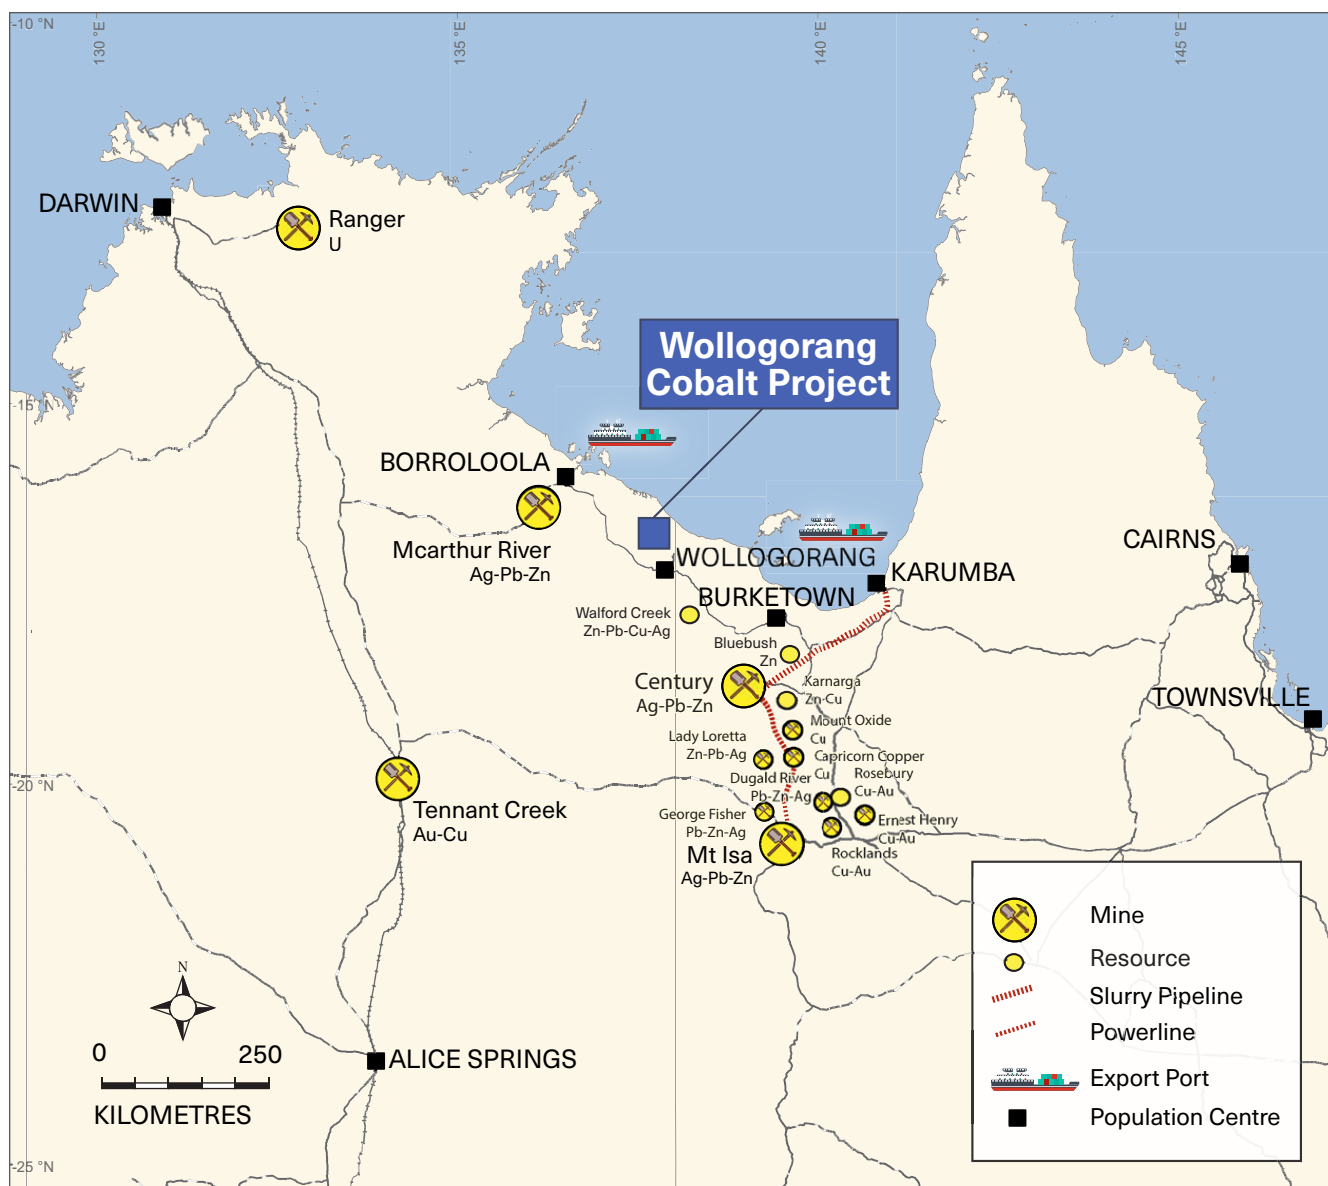 -10 °N
130 °E
135 °E
140 °E
145 °E
DARWIN
Ranger
U
Wollogorang
Cobalt Project
-15 °N
BORROLOOLA
Mcarthur River
Ag-Pb-Zn
WOLLOGORANG
KARUMBA
CAIRNS
BURKETOWN
Walford Creek
Zn-Pb-Cu-Ag
Bluebush
Zn
Century
Ag-Pb-Zn
Karnarga
Zn-Cu
TOWNSVILLE
Mount Oxide
Cu
Lady Loretta
Zn-Pb-Ag
Capricorn Copper
Cu
Dugald River
Pb-Zn-Ag
Rosebury
Cu-Au
-20 °N
Tennant Creek
Au-Cu
George Fisher
Pb-Zn-Ag
Ernest Henry
Cu-Au
Mt Isa
Ag-Pb-Zn
Rocklands
Cu-Au
Mine
Resource
Slurry Pipeline
Powerline
Export Port
Population Centre
N
0 250
KILOMETRES
ALICE SPRINGS
-25 °N